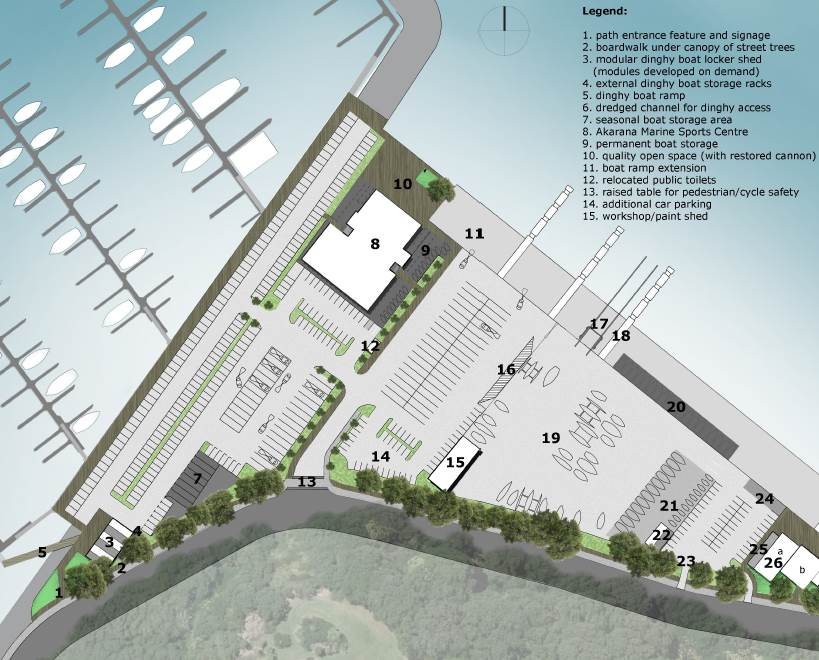 Legend:
1. path entrance feature and signage
2. boardwalk under canopy of street trees
3. modular dinghy boat locker shed
(modules developed on demand)
4. external dinghy boat storage racks
5. dinghy boat ramp
6. dredged channel for dinghy access
7. seasonal boat storage area
8. Akarana Marine Sports Centre
9. permanent boat storage
10. quality open space (with restored cannon)
11. boat ramp extension
12. relocated public toilets
13. raised table for pedestrian/cycle safety
14. additional car parking
15. workshop/paint shed
10
8
11
9
17
18
12
16
20
19
14
15
7
13
21
24
22
4
3
5
2
23
25
26
a
b
1